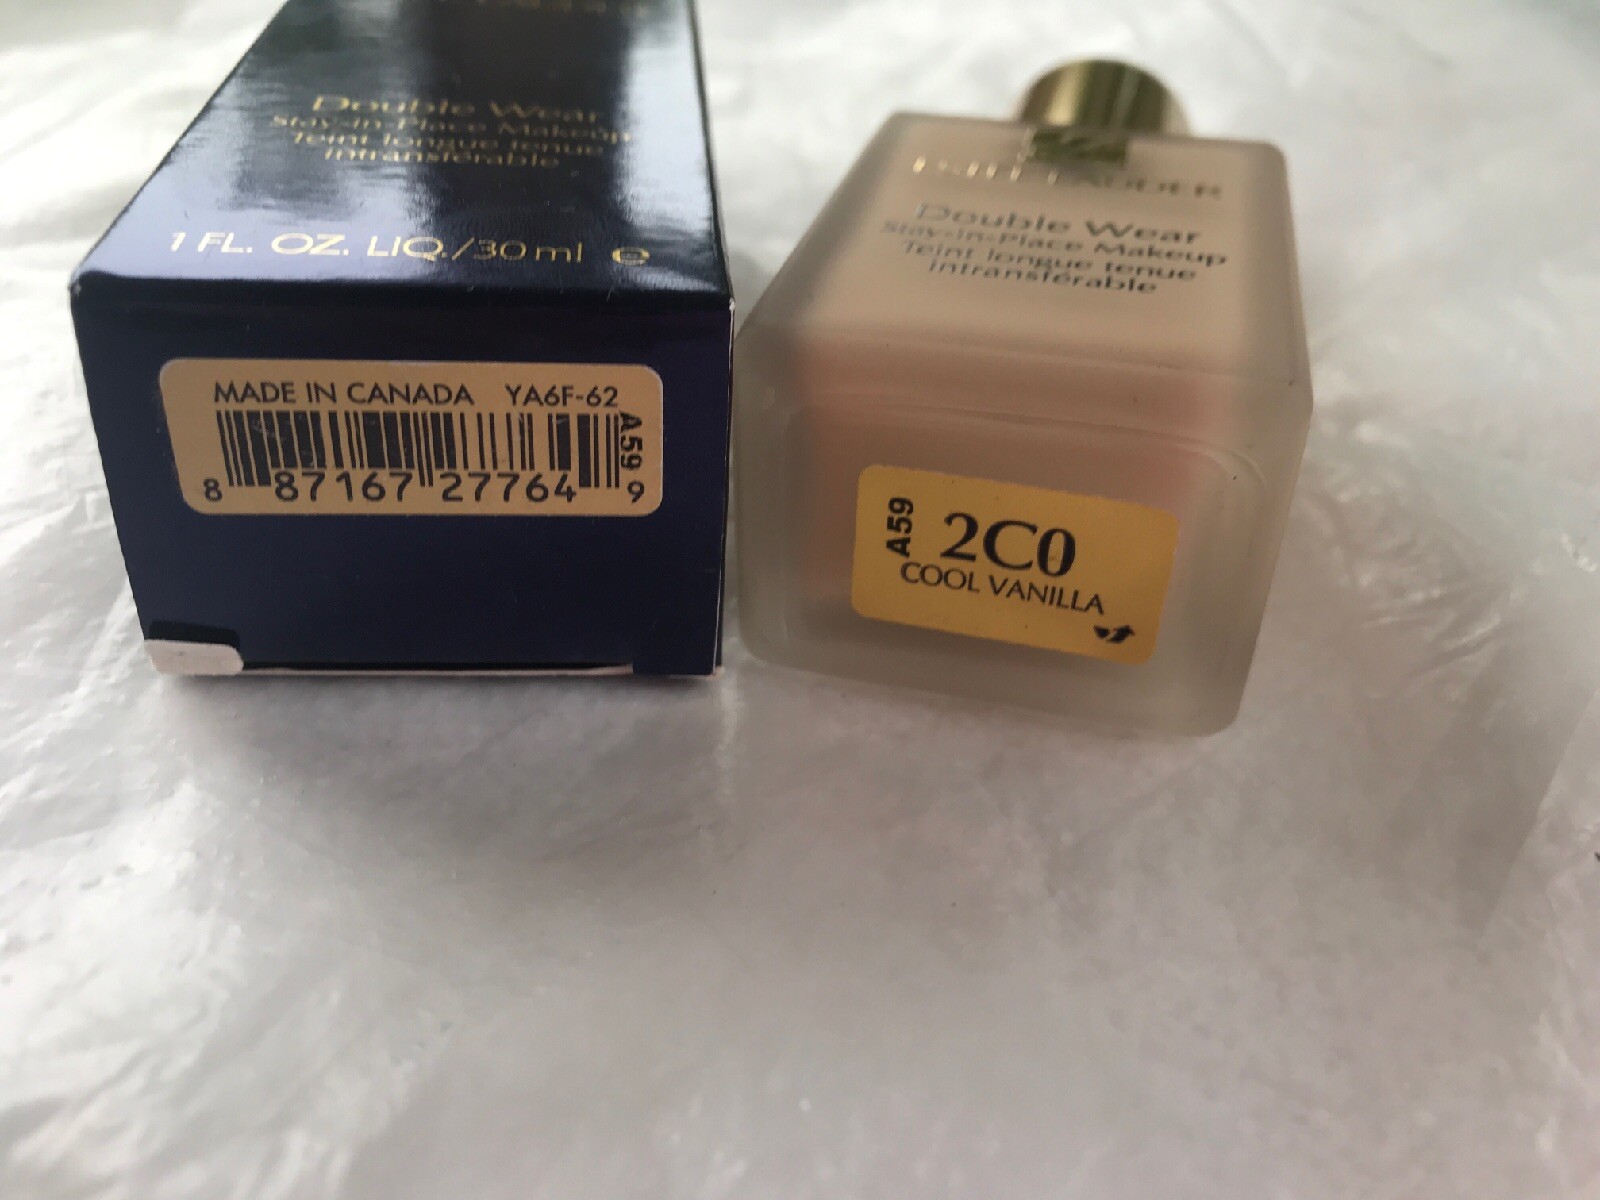 Double Wear
Stay-in-Place Makeup
Teint longue tenue
intransférable
1 FL. OZ. LIQ./30 ml ℮
MADE IN CANADA YA6F-62
A59
8 87167 27764 9
LAUDER
Double Wear
Stay-in-Place Makeup
Teint longue tenue
intransférable
A59
2C0
COOL VANILLA